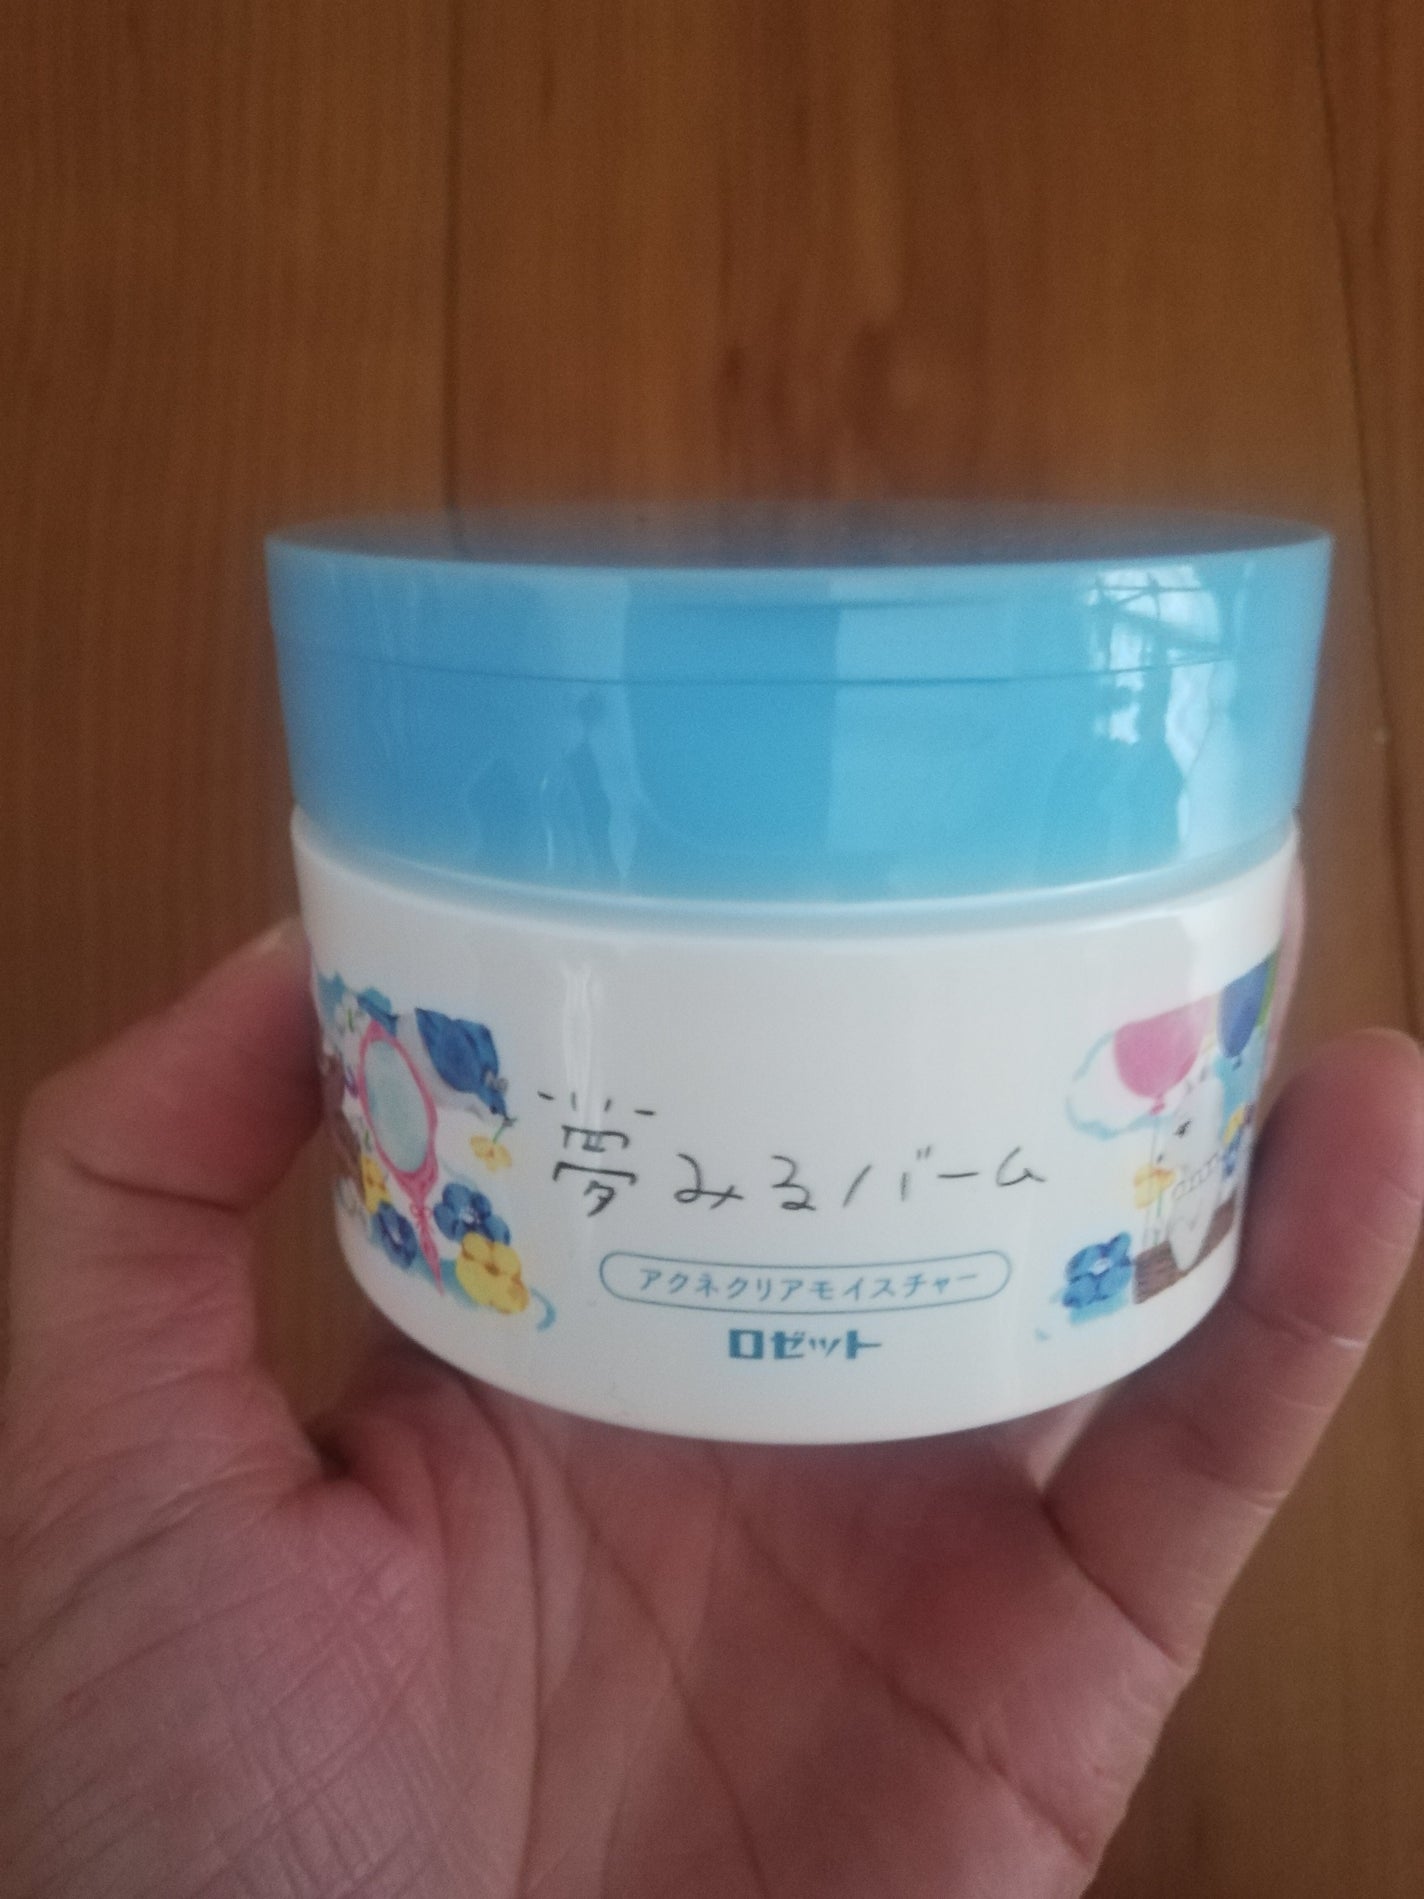 夢みるバーム
アクネクリアモイスチャー
ロゼット